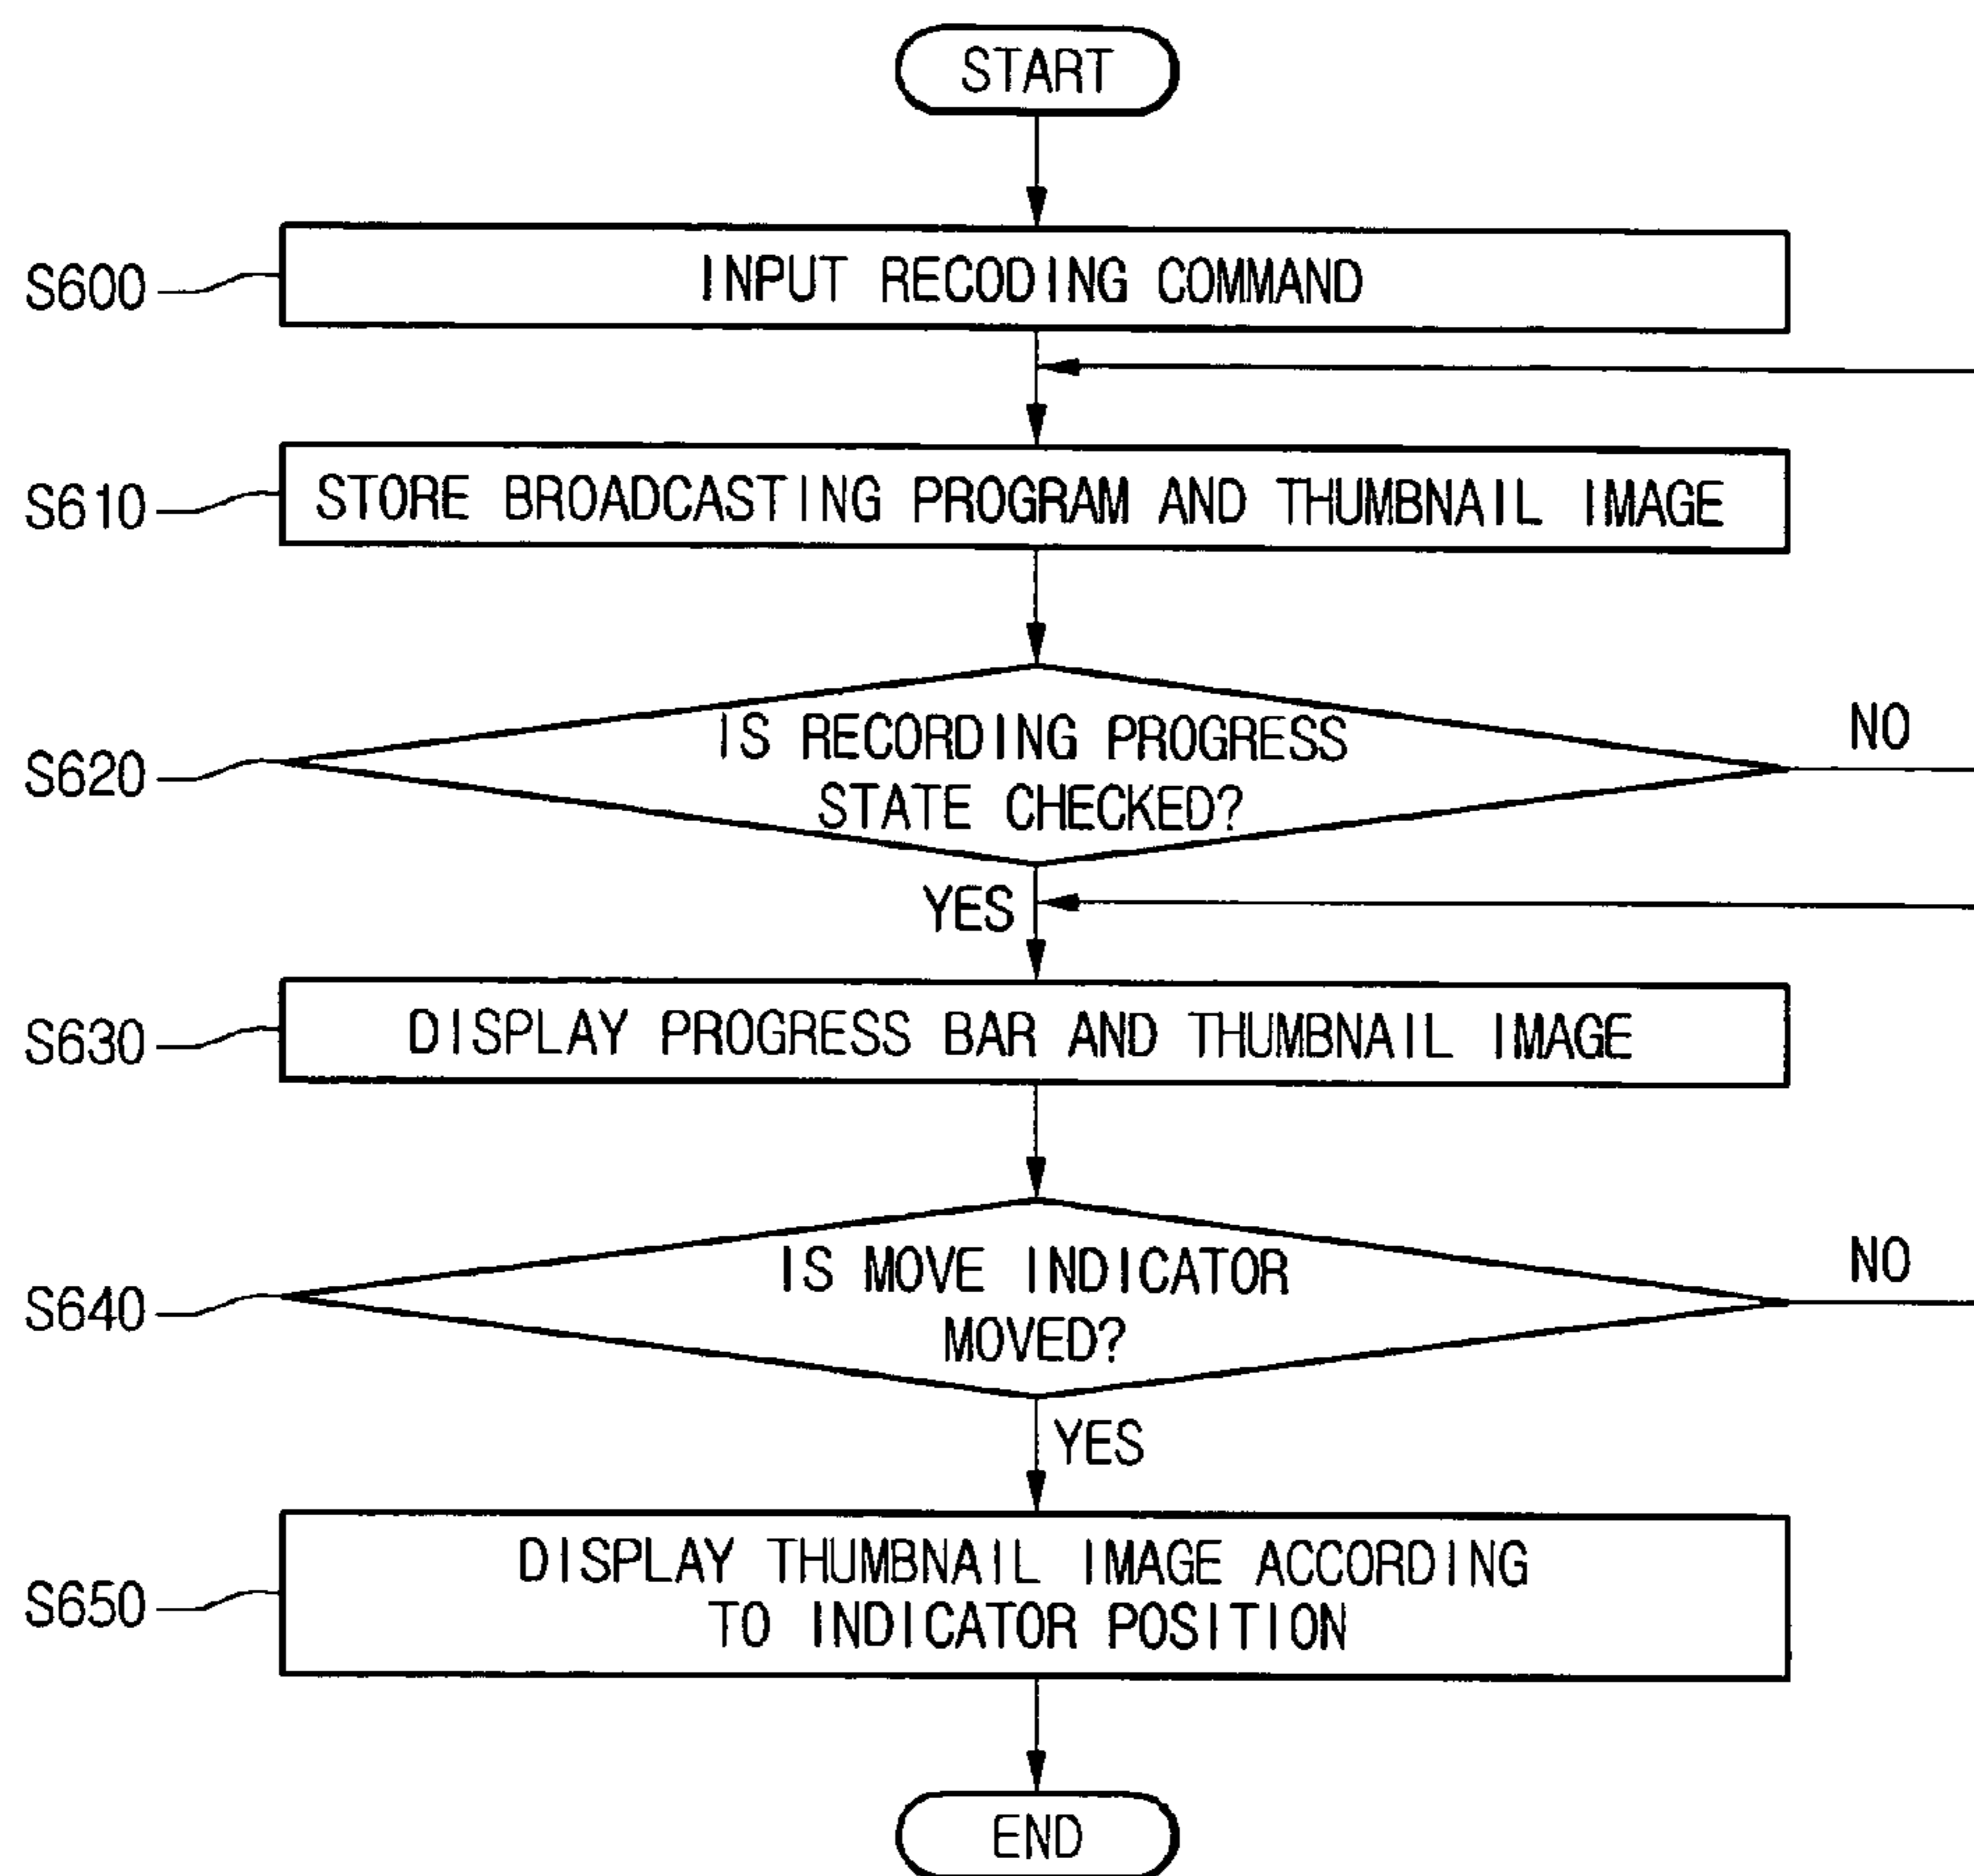 START
S600
INPUT RECODING COMMAND
S610
STORE BROADCASTING PROGRAM AND THUMBNAIL IMAGE
S620
IS RECORDING PROGRESS
STATE CHECKED?
NO
YES
S630
DISPLAY PROGRESS BAR AND THUMBNAIL IMAGE
S640
IS MOVE INDICATOR
MOVED?
NO
YES
S650
DISPLAY THUMBNAIL IMAGE ACCORDING
TO INDICATOR POSITION
END